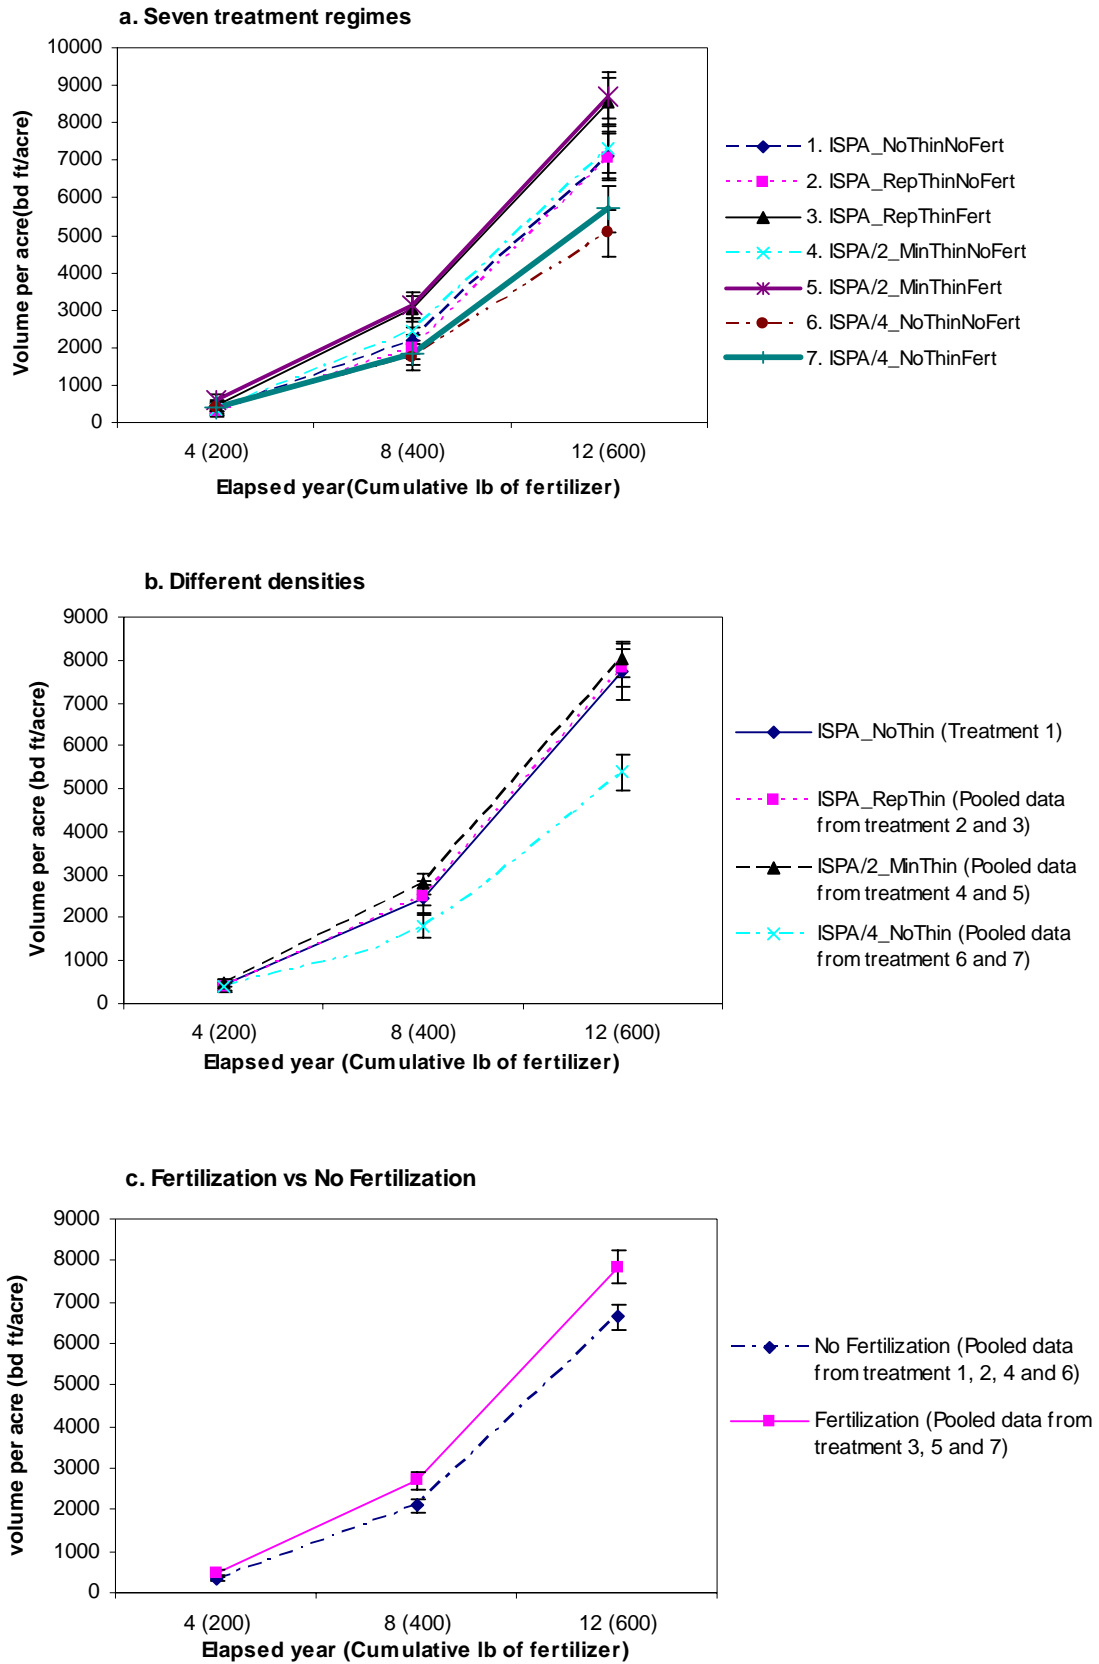 a. Seven treatment regimes
10000
9000
8000
7000
6000
5000
4000
3000
2000
1000
0
Volume per acre(bd ft/acre)
4 (200)
8 (400)
12 (600)
Elapsed year(Cumulative lb of fertilizer)
1. ISPA_NoThinNoFert
2. ISPA_RepThinNoFert
3. ISPA_RepThinFert
4. ISPA/2_MinThinNoFert
5. ISPA/2_MinThinFert
6. ISPA/4_NoThinNoFert
7. ISPA/4_NoThinFert
b. Different densities
9000
8000
7000
6000
5000
4000
3000
2000
1000
0
Volume per acre (bd ft/acre)
4 (200)
8 (400)
12 (600)
Elapsed year (Cumulative lb of fertilizer)
ISPA_NoThin (Treatment 1)
ISPA_RepThin (Pooled data
from treatment 2 and 3)
ISPA/2_MinThin (Pooled data
from treatment 4 and 5)
ISPA/4_NoThin (Pooled data
from treatment 6 and 7)
c. Fertilization vs No Fertilization
9000
8000
7000
6000
5000
4000
3000
2000
1000
0
volume per acre (bd ft/acre)
4 (200)
8 (400)
12 (600)
Elapsed year (Cumulative lb of fertilizer)
No Fertilization (Pooled data
from treatment 1, 2, 4 and 6)
Fertilization (Pooled data from
treatment 3, 5 and 7)